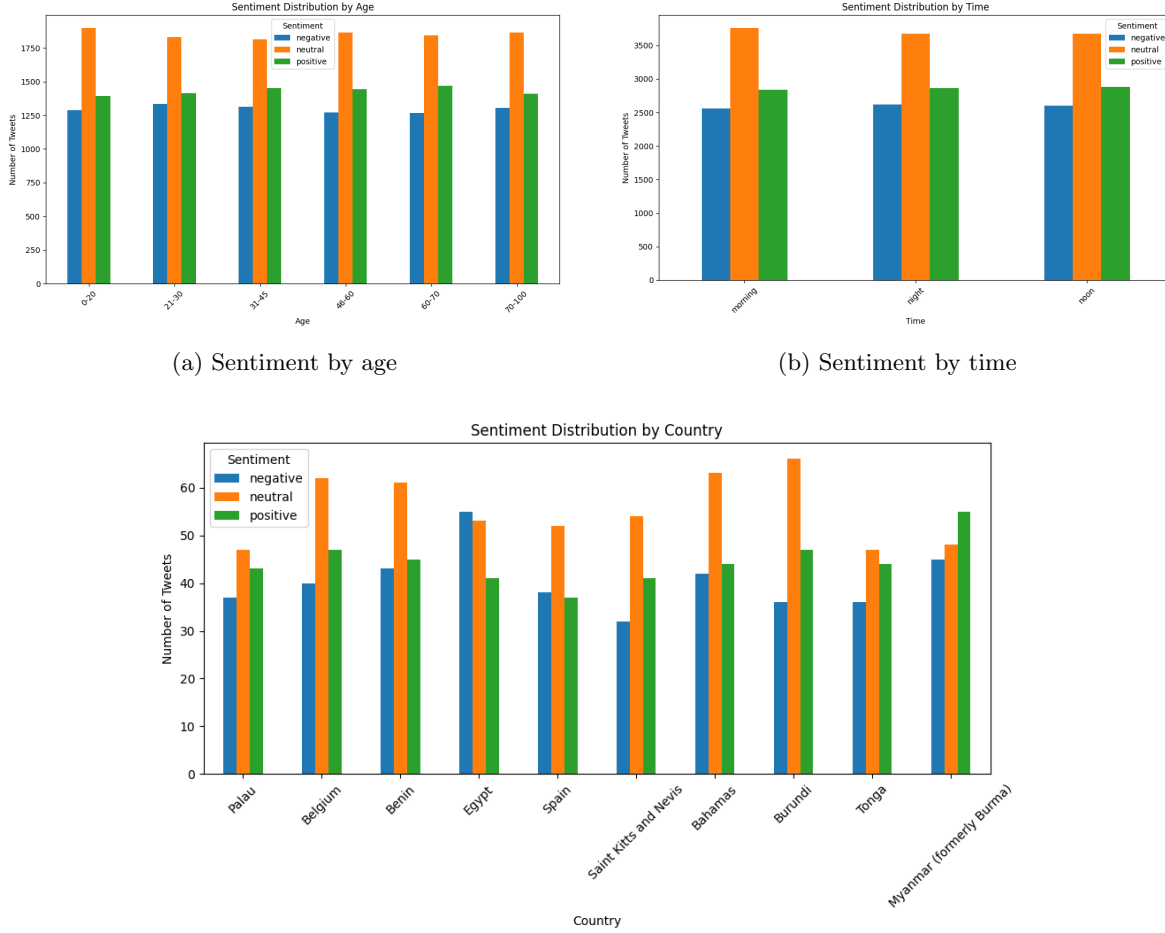 Sentiment Distribution by Age
Sentiment
negative
neutral
positive
Number of Tweets
1750
1500
1250
1000
750
500
250
0
0-20
21-30
31-45
46-60
60-70
70-100
Age
(a) Sentiment by age
Sentiment Distribution by Time
Sentiment
negative
neutral
positive
Number of Tweets
3500
3000
2500
2000
1500
1000
500
0
morning
night
noon
Time
(b) Sentiment by time
Sentiment Distribution by Country
Sentiment
negative
neutral
positive
Number of Tweets
60
50
40
30
20
10
0
Palau
Belgium
Benin
Egypt
Spain
Saint Kitts and Nevis
Bahamas
Burundi
Tonga
Myanmar (formerly Burma)
Country